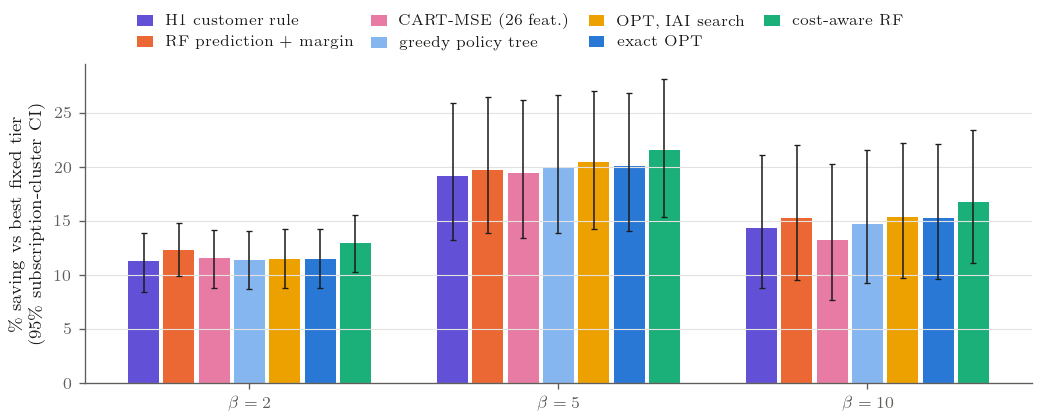 H1 customer rule
RF prediction + margin
CART-MSE (26 feat.)
greedy policy tree
OPT, IAI search
exact OPT
cost-aware RF
% saving vs best fixed tier
(95% subscription-cluster CI)
25
20
15
10
5
0
β = 2
β = 5
β = 10